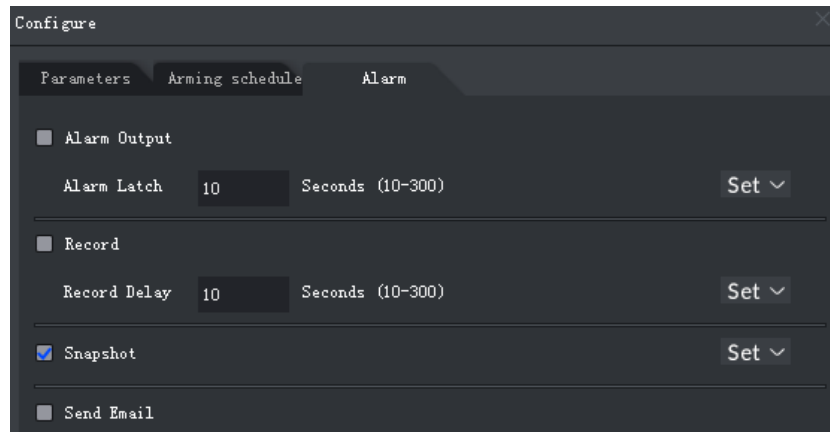 Configure
Parameters Arming schedule Alarm
Alarm Output
Alarm Latch 10 Seconds (10-300) Set
Record
Record Delay 10 Seconds (10-300) Set
Snapshot Set
Send Email